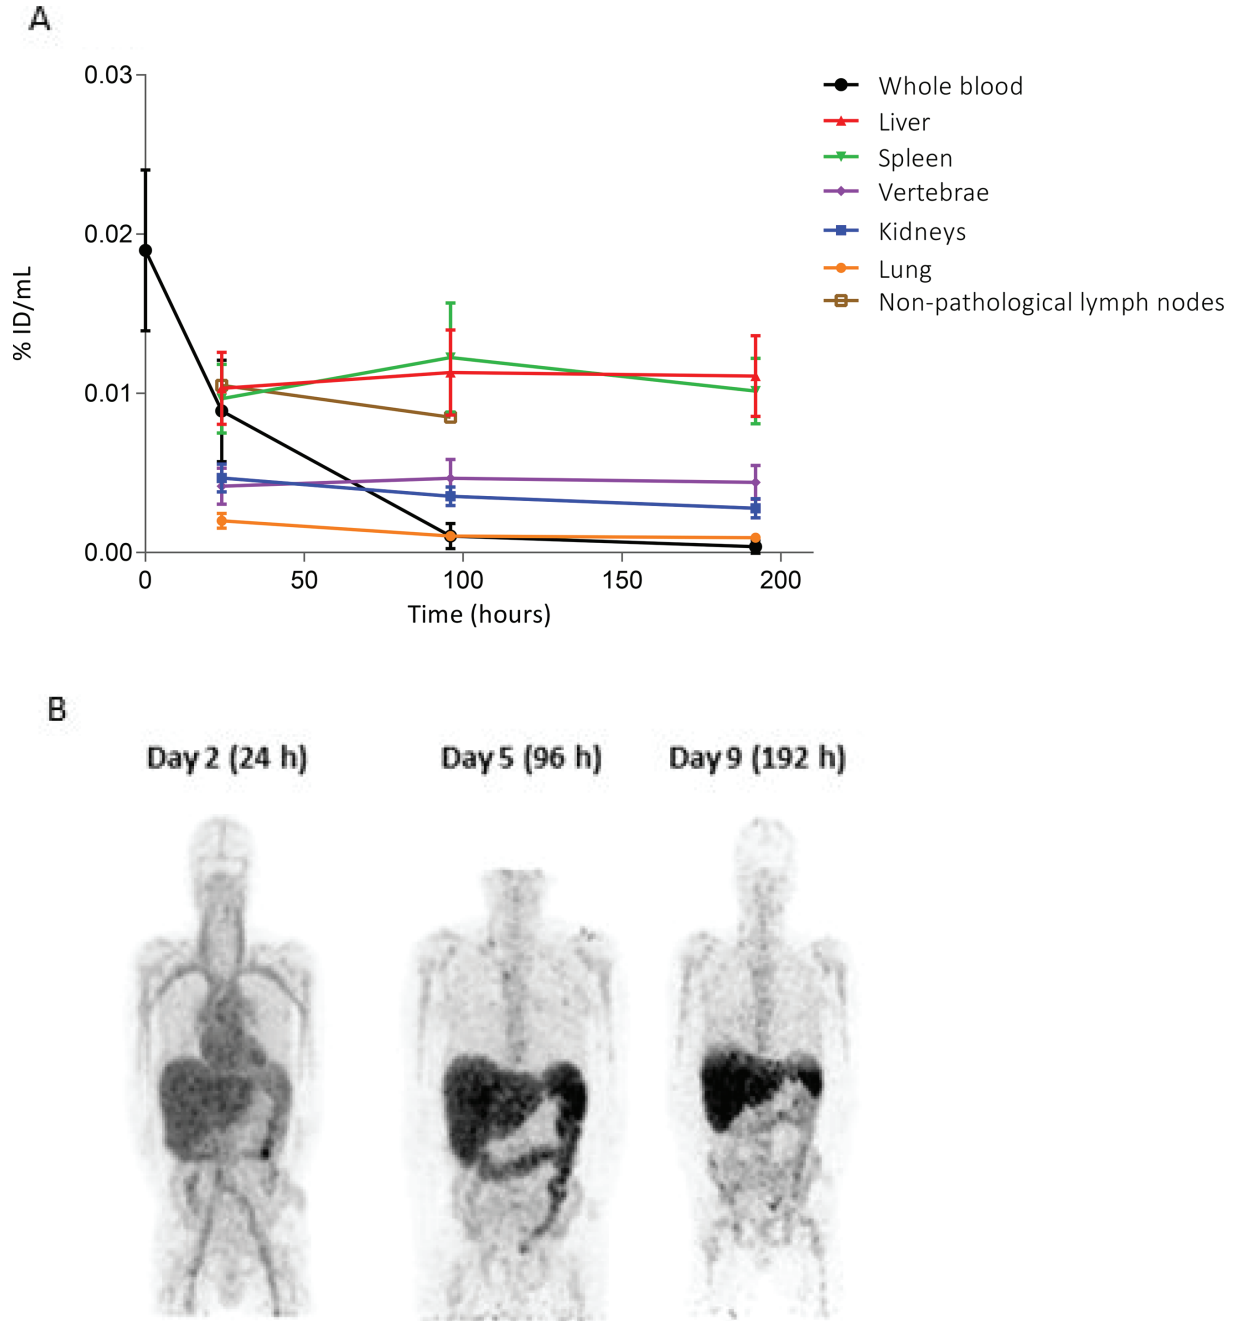 A
0.03
0.02
0.01
0.00
% ID/mL
0 50 100 150 200
Time (hours)
Whole blood
Liver
Spleen
Vertebrae
Kidneys
Lung
Non-pathological lymph nodes
B
Day 2 (24 h) Day 5 (96 h) Day 9 (192 h)